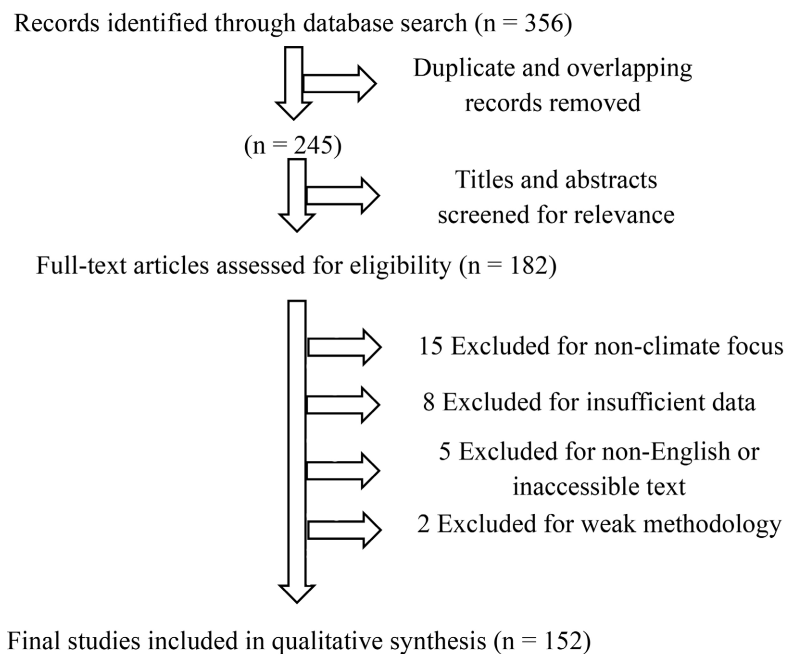 Records identified through database search (n = 356)
Duplicate and overlapping
records removed
(n = 245)
Titles and abstracts
screened for relevance
Full-text articles assessed for eligibility (n = 182)
15 Excluded for non-climate focus
8 Excluded for insufficient data
5 Excluded for non-English or
inaccessible text
2 Excluded for weak methodology
Final studies included in qualitative synthesis (n = 152)